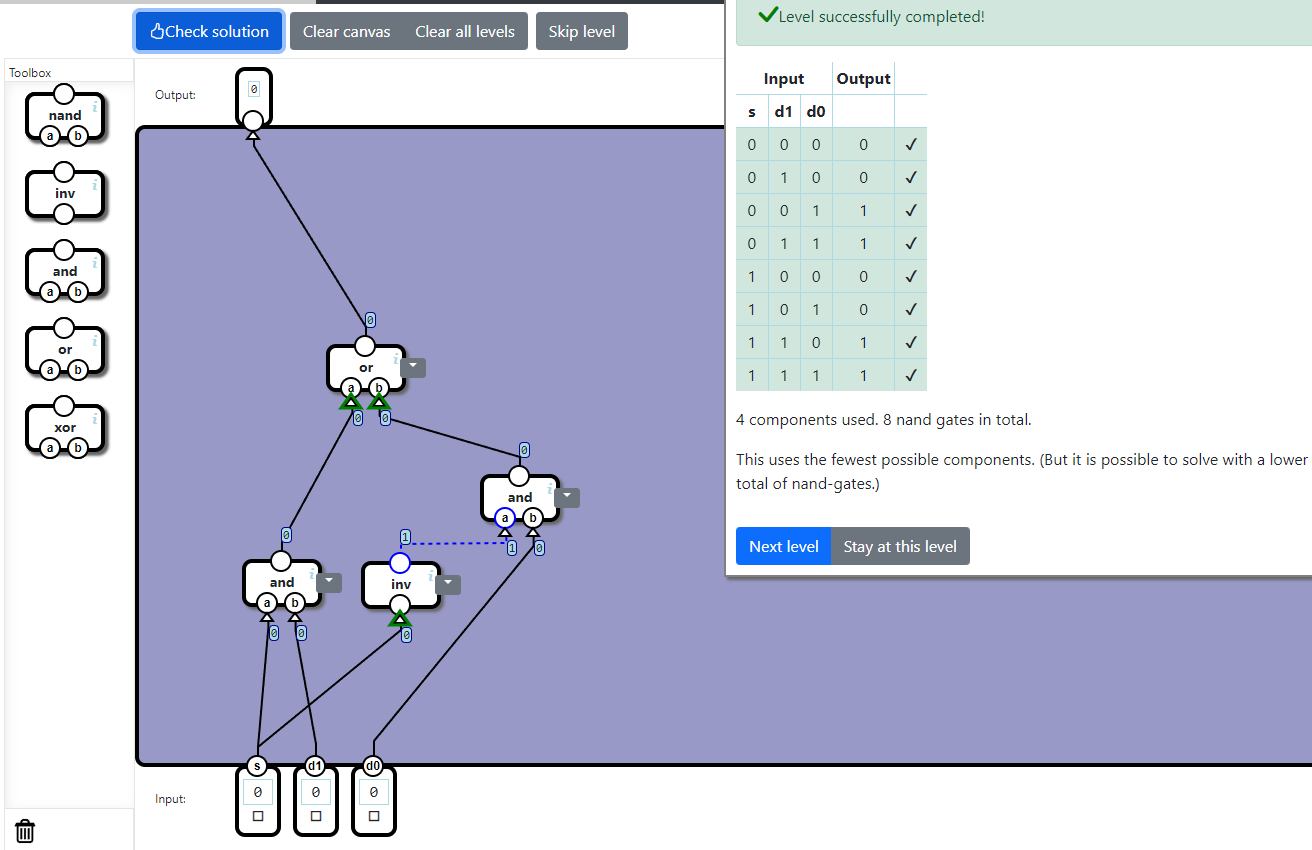 Check solution
Clear canvas
Clear all levels
Skip level
Level successfully completed!
Toolbox
nand
a b
inv
and
a b
or
a b
xor
a b
Output:
0
0
or
a b
0 0
0
and
a b
1 0
0
and
a b
0 0
1
inv
0
s d1 d0
Input:
0 0 0
Input Output
s d1 d0
0 0 0 0 ✓
0 1 0 0 ✓
0 0 1 1 ✓
0 1 1 1 ✓
1 0 0 0 ✓
1 0 1 0 ✓
1 1 0 1 ✓
1 1 1 1 ✓
4 components used. 8 nand gates in total.
This uses the fewest possible components. (But it is possible to solve with a lower
total of nand-gates.)
Next level
Stay at this level